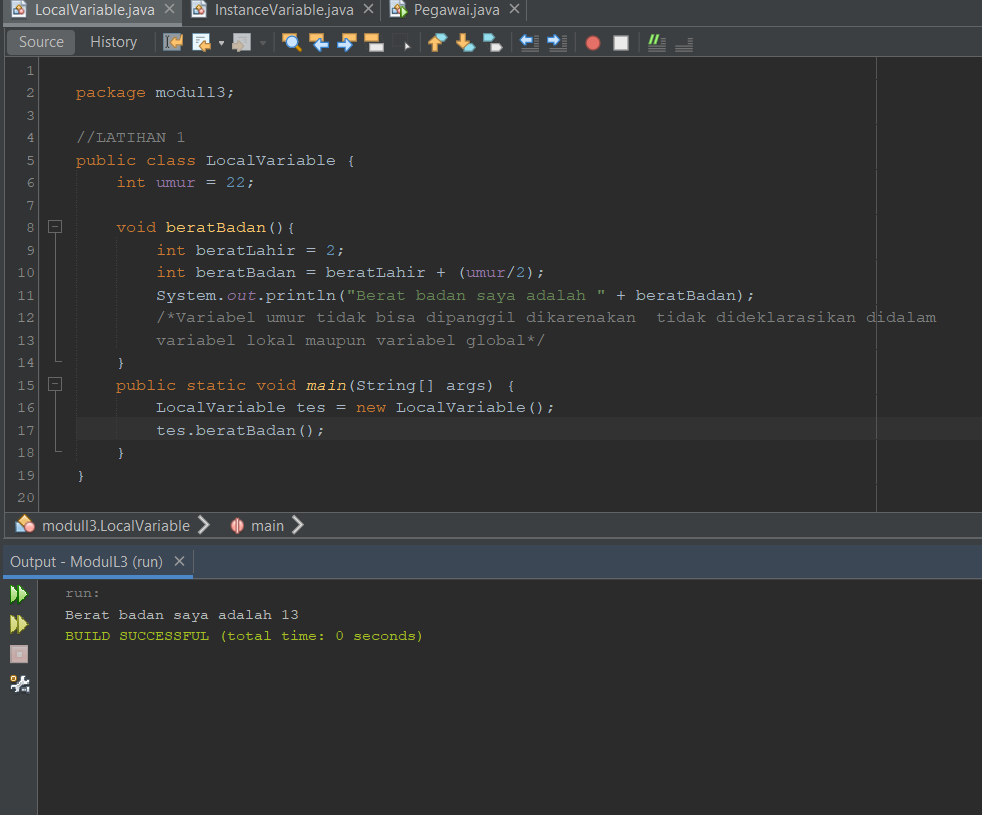 LocalVariable.java × InstanceVariable.java × Pegawai.java ×
Source History
1
2 package modull3;
3
4 //LATIHAN 1
5 public class LocalVariable {
6 int umur = 22;
7
8 void beratBadan(){
9 int beratLahir = 2;
10 int beratBadan = beratLahir + (umur/2);
11 System.out.println("Berat badan saya adalah " + beratBadan);
12 /*Variabel umur tidak bisa dipanggil dikarenakan  tidak dideklarasikan didalam
13 variabel lokal maupun variabel global*/
14 }
15 public static void main(String[] args) {
16 LocalVariable tes = new LocalVariable();
17 tes.beratBadan();
18 }
19 }
20
modull3.LocalVariable main
Output - ModulL3 (run) ×
run:
Berat badan saya adalah 13
BUILD SUCCESSFUL (total time: 0 seconds)